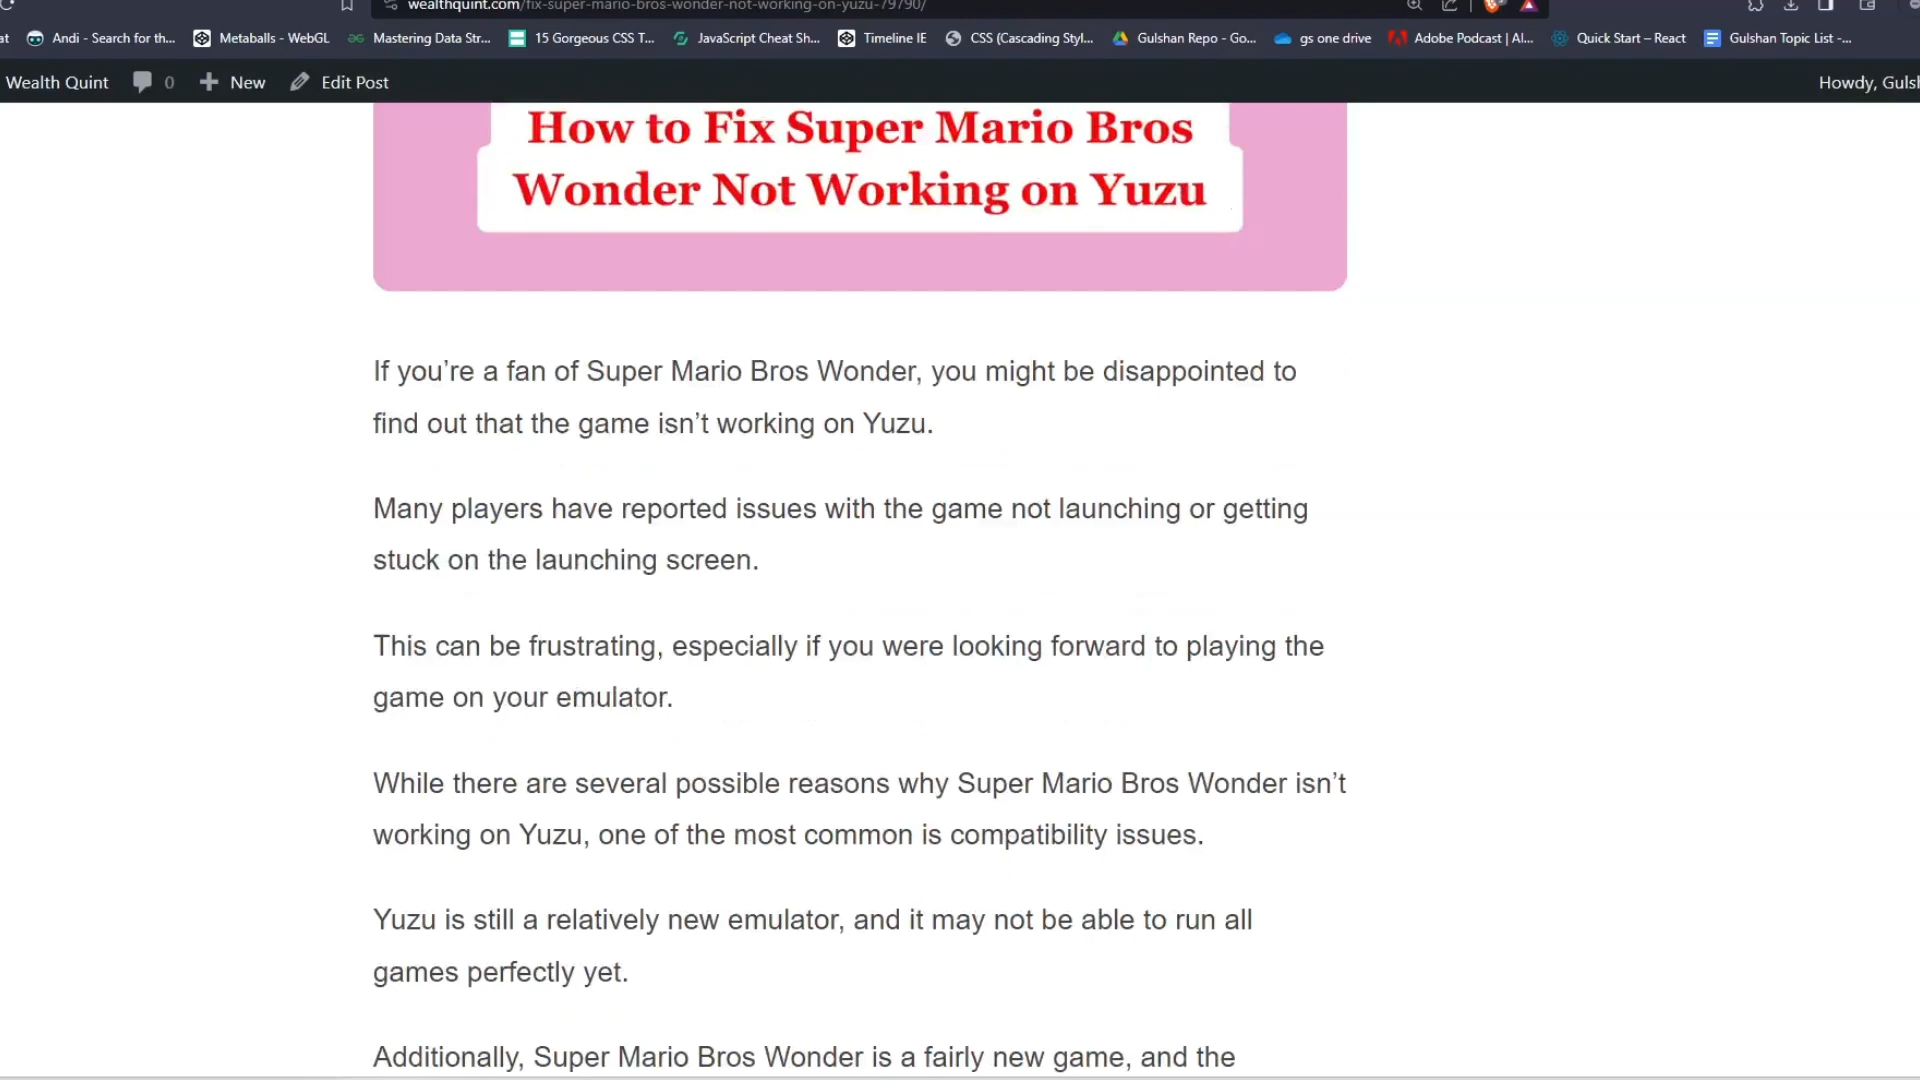 wealthquint.com/fix-super-mario-bros-wonder-not-working-on-yuzu-79790/
at Andi - Search for th... Metaballs - WebGL Mastering Data Str... 15 Gorgeous CSS T... JavaScript Cheat Sh... Timeline IE CSS (Cascading Styl... Gulshan Repo - Go... gs one drive Adobe Podcast | AI... Quick Start – React Gulshan Topic List -...
Wealth Quint 0 New Edit Post Howdy, Gulsh
How to Fix Super Mario Bros
Wonder Not Working on Yuzu
If you’re a fan of Super Mario Bros Wonder, you might be disappointed to
find out that the game isn’t working on Yuzu.
Many players have reported issues with the game not launching or getting
stuck on the launching screen.
This can be frustrating, especially if you were looking forward to playing the
game on your emulator.
While there are several possible reasons why Super Mario Bros Wonder isn’t
working on Yuzu, one of the most common is compatibility issues.
Yuzu is still a relatively new emulator, and it may not be able to run all
games perfectly yet.
Additionally, Super Mario Bros Wonder is a fairly new game, and the